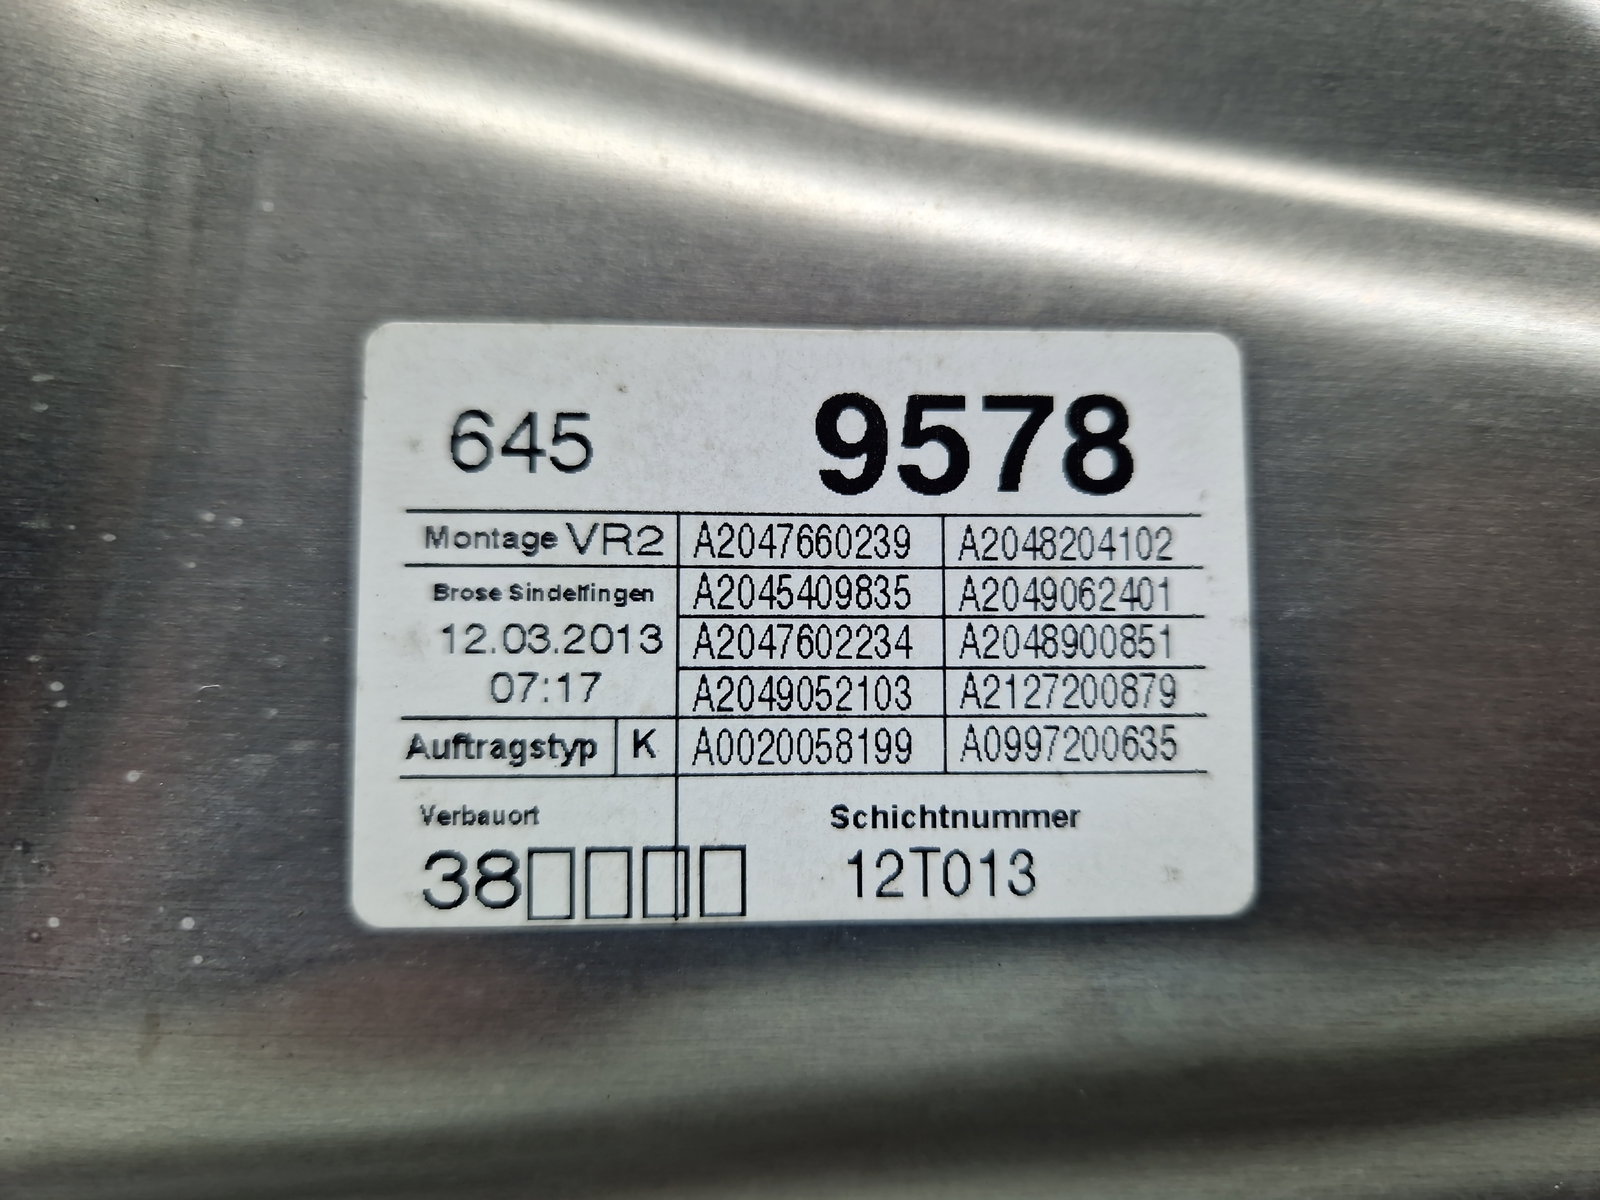 645 9578
Montage VR2 A2047660239 A2048204102
Brose Sindelfingen A2045409835 A2049062401
12.03.2013 A2047602234 A2048900851
07:17 A2049052103 A2127200879
Auftragstyp K A0020058199 A0997200635
Verbauort Schichtnummer
38□□□□ 12T013